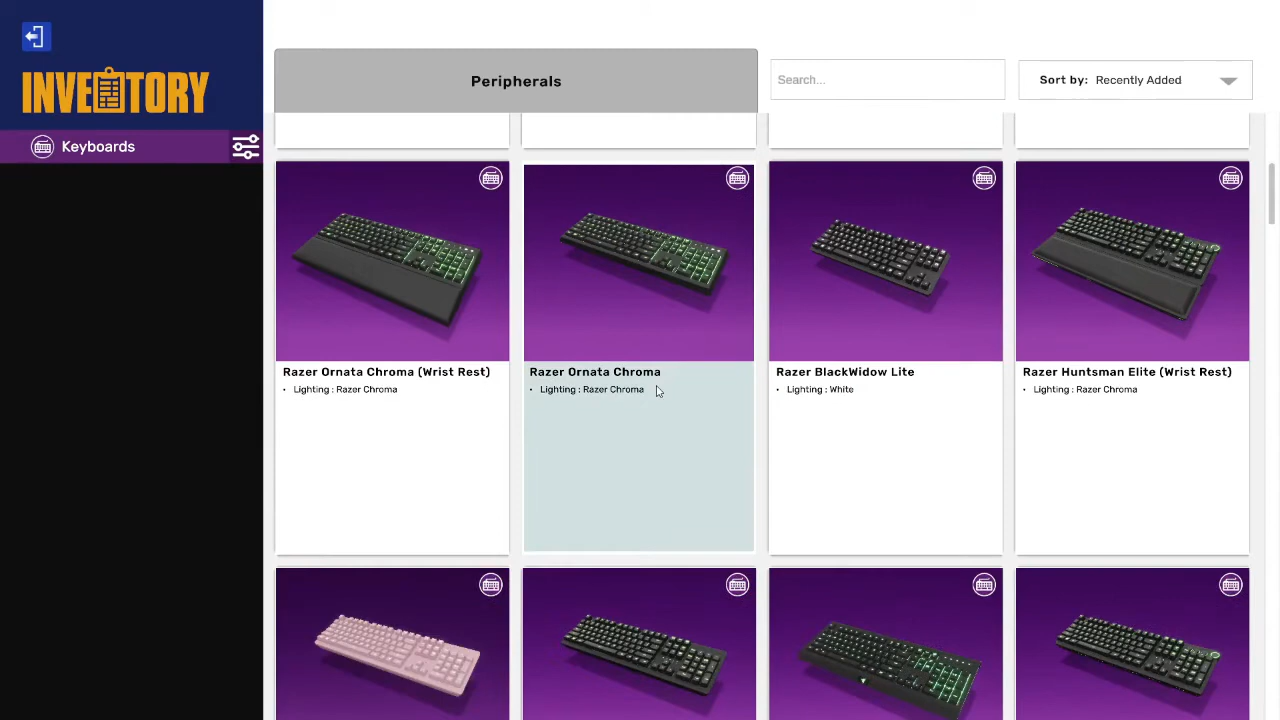 INVENTORY
Keyboards
Peripherals
Search...
Sort by: Recently Added
Razer Ornata Chroma (Wrist Rest)
• Lighting : Razer Chroma
Razer Ornata Chroma
• Lighting : Razer Chroma
Razer BlackWidow Lite
• Lighting : White
Razer Huntsman Elite (Wrist Rest)
• Lighting : Razer Chroma